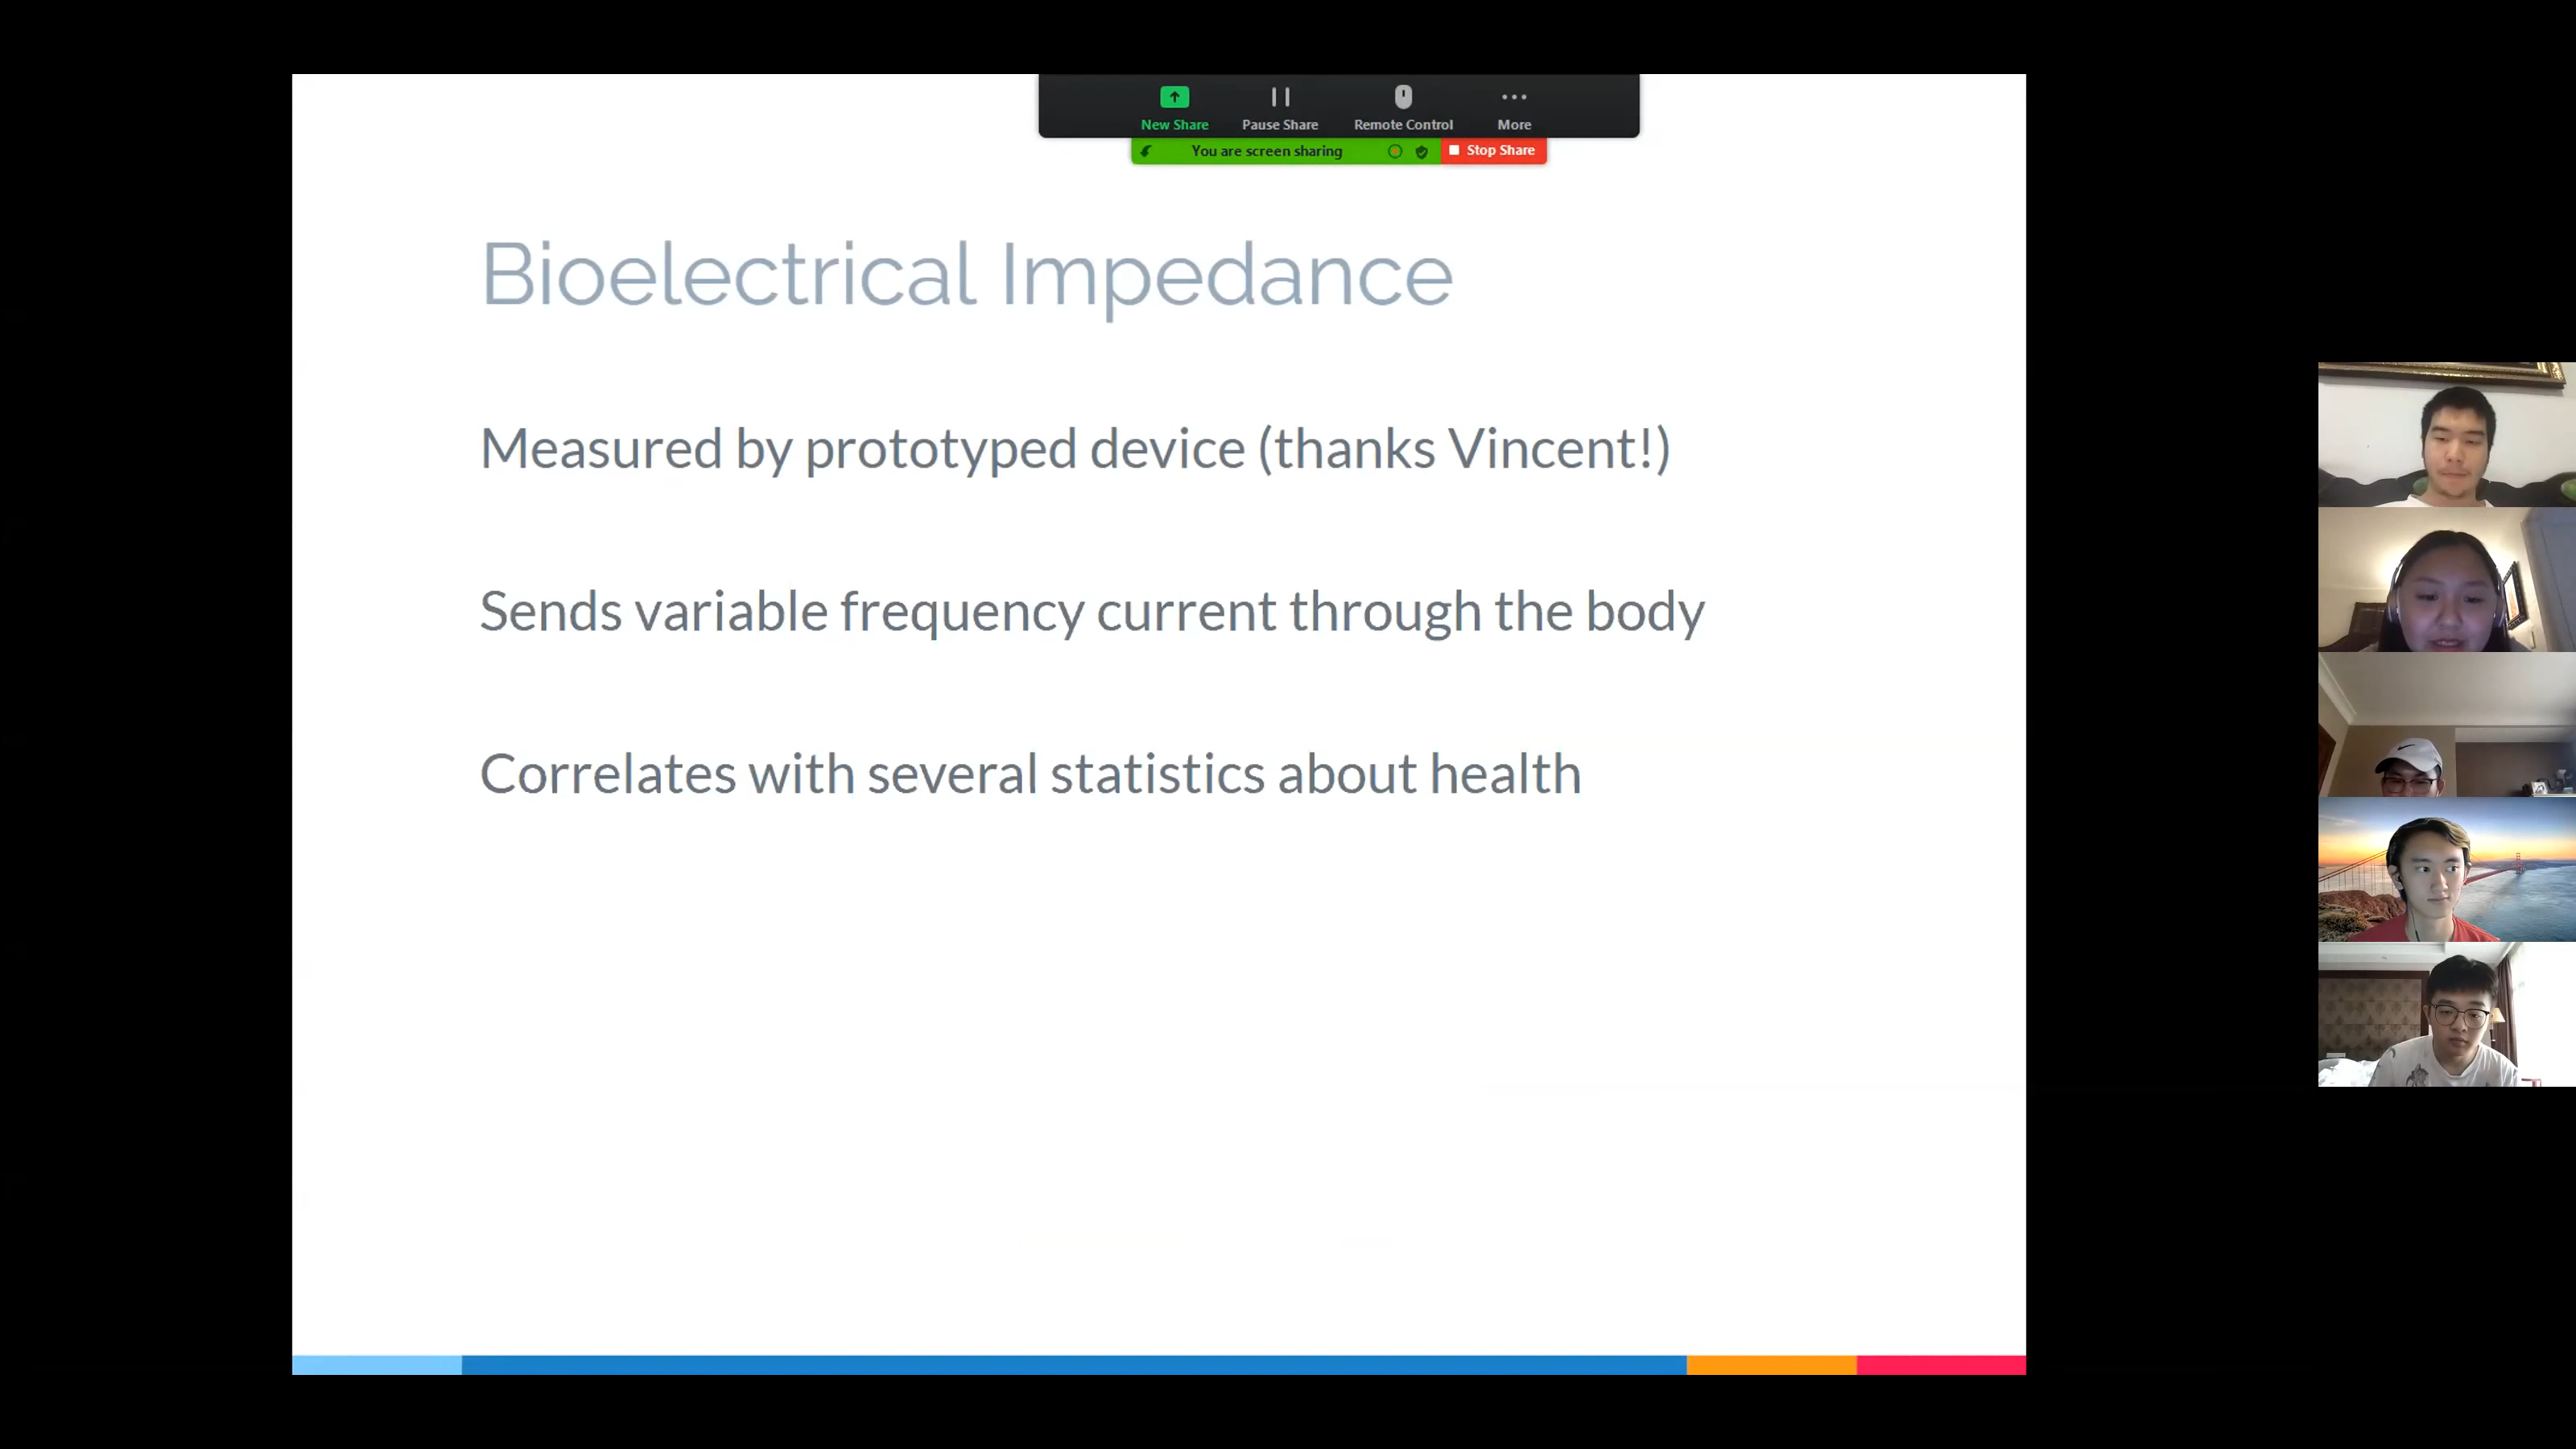 New Share
Pause Share
Remote Control
More
You are screen sharing
Stop Share
Bioelectrical Impedance
Measured by prototyped device (thanks Vincent!)
Sends variable frequency current through the body
Correlates with several statistics about health